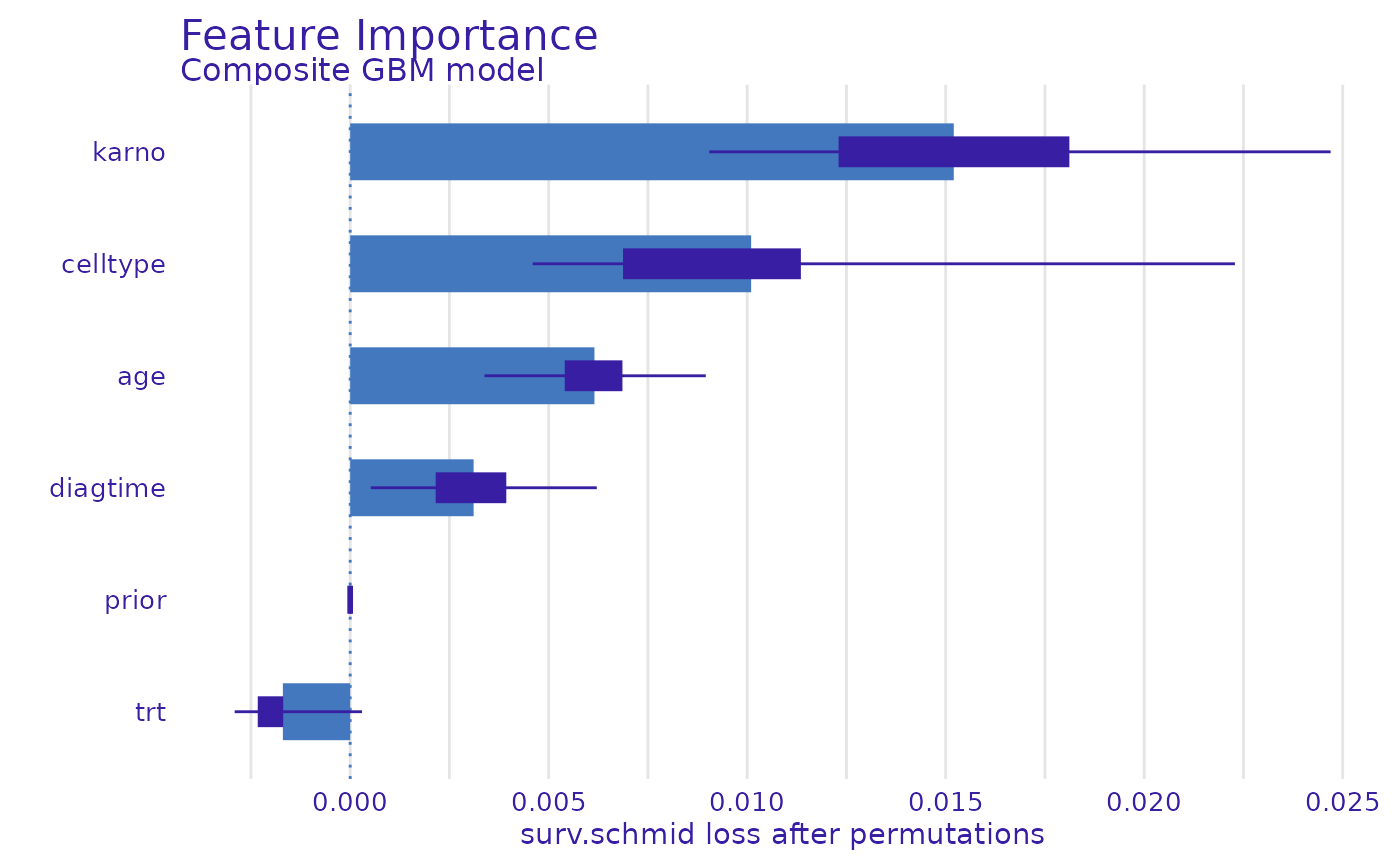 Feature Importance
Composite GBM model
karno
celltype
age
diagtime
prior
trt
0.000 0.005 0.010 0.015 0.020 0.025
surv.schmid loss after permutations